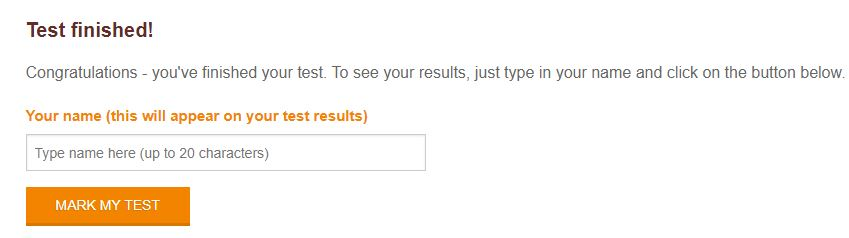 Test finished!
Congratulations - you've finished your test. To see your results, just type in your name and click on the button below.
Your name (this will appear on your test results)
Type name here (up to 20 characters)
MARK MY TEST